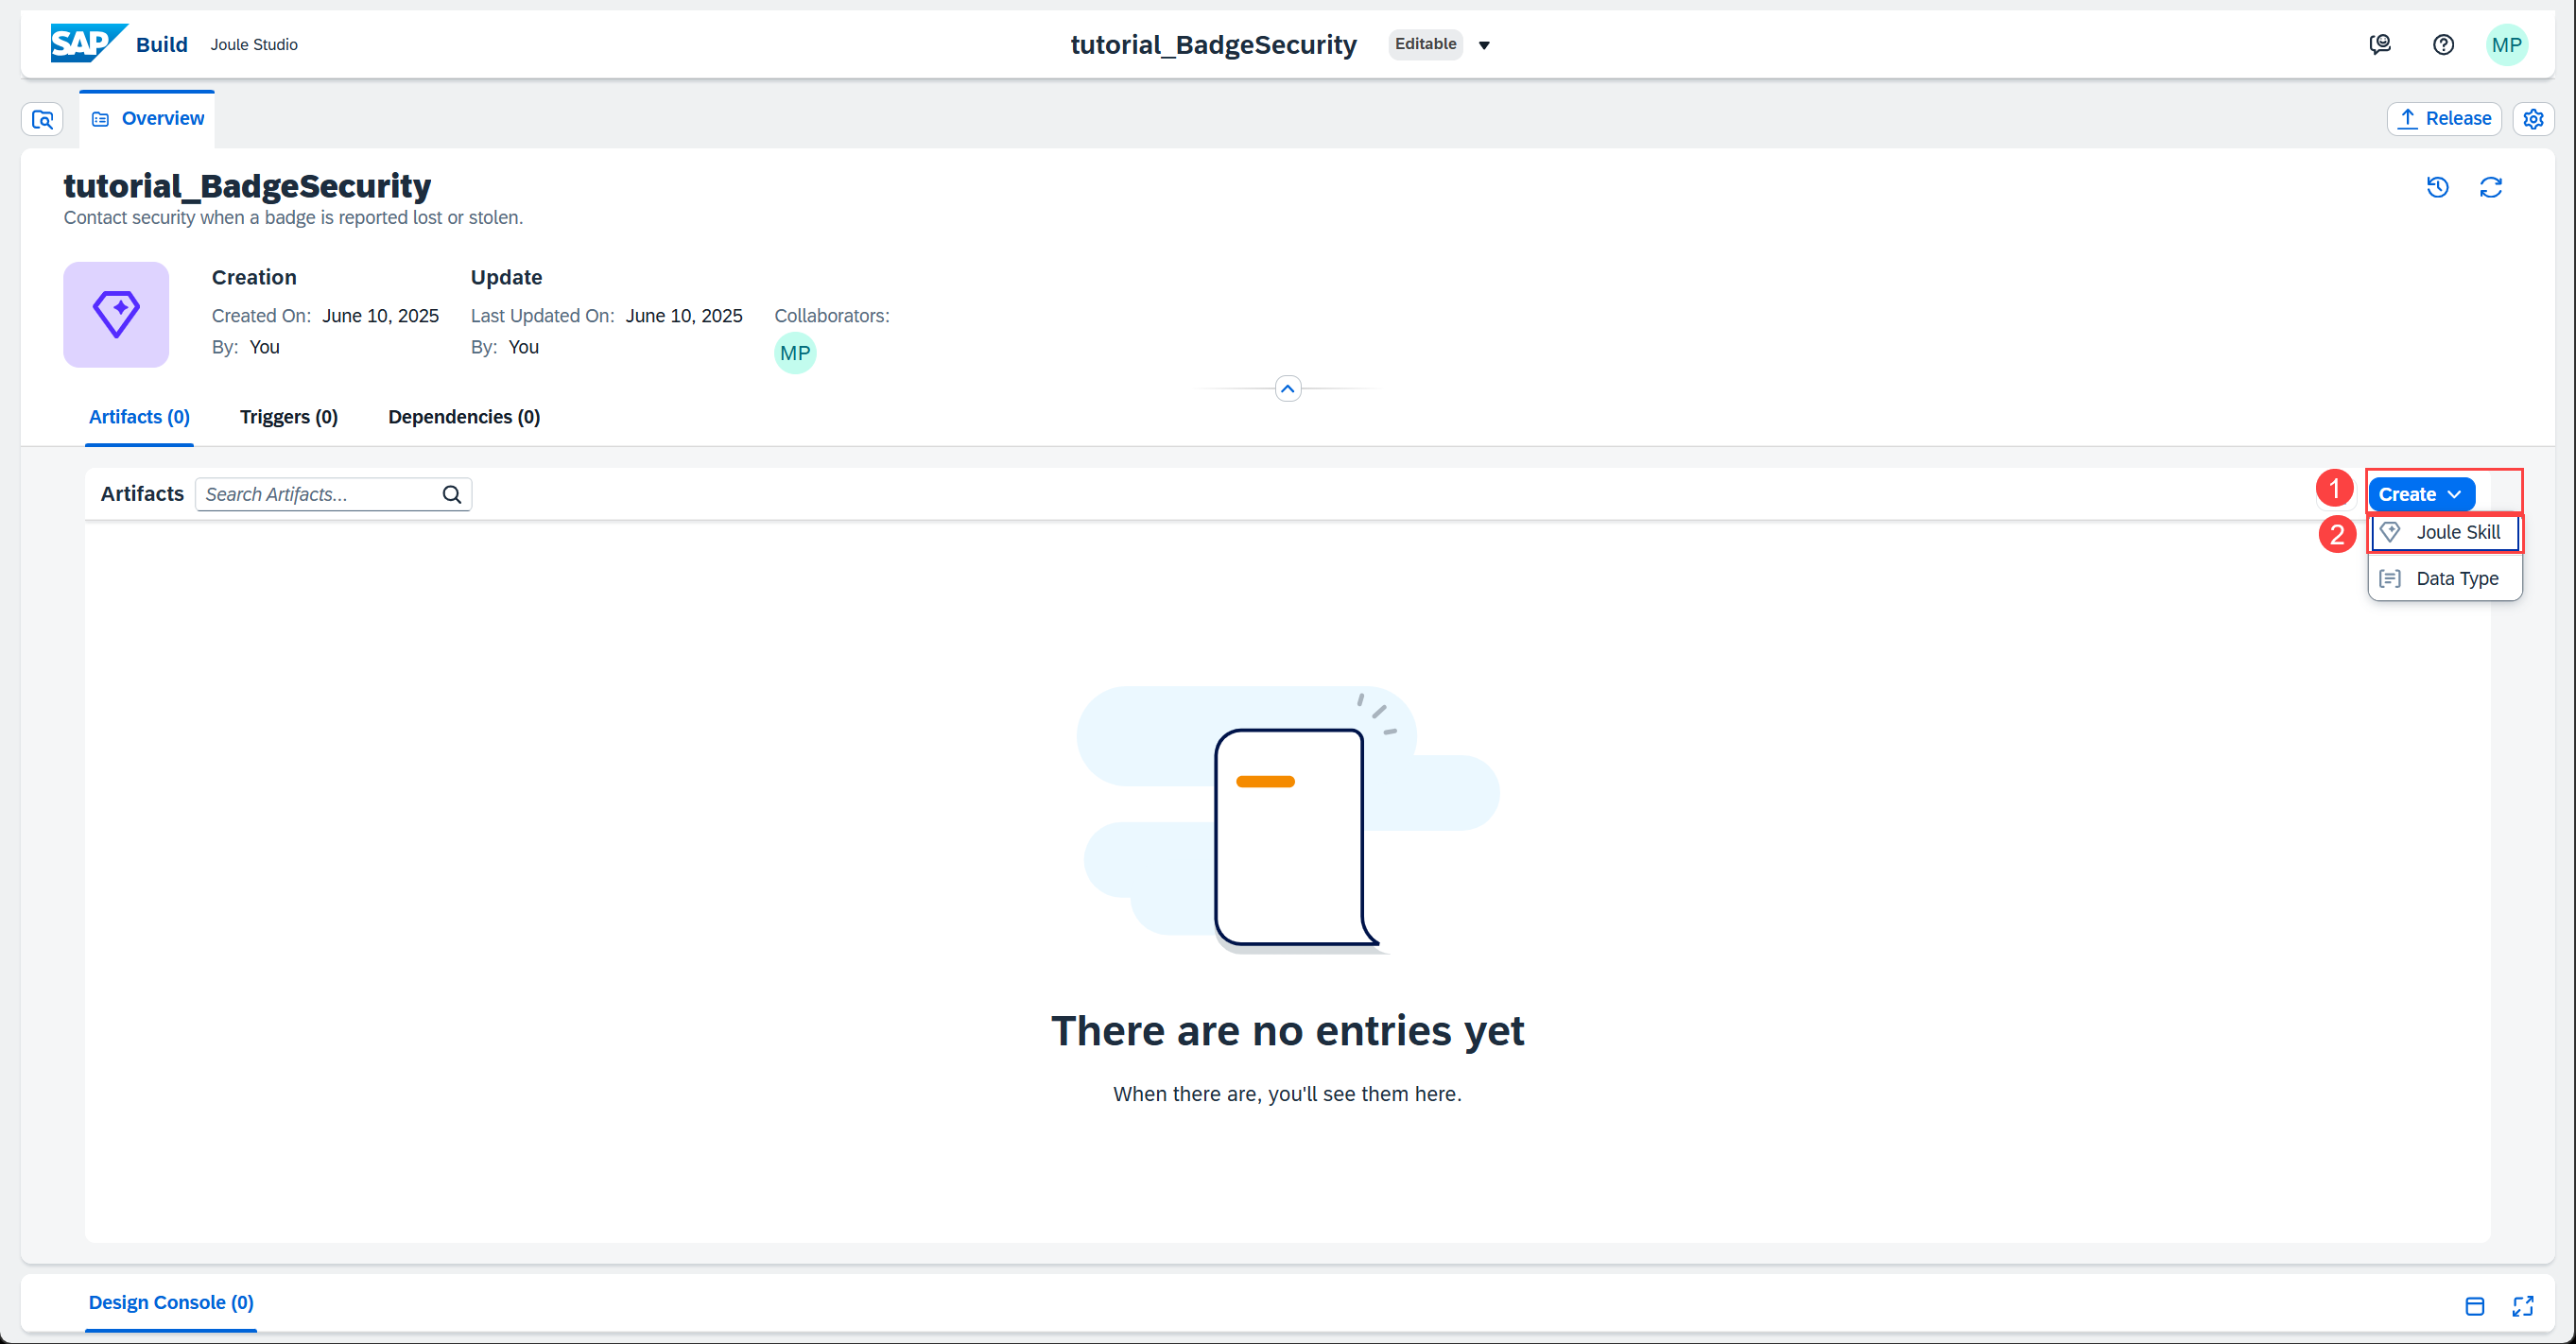 SAP Build Joule Studio tutorial_BadgeSecurity Editable MP
Overview Release
tutorial_BadgeSecurity
Contact security when a badge is reported lost or stolen.
Creation Update
Created On: June 10, 2025 Last Updated On: June 10, 2025 Collaborators:
By: You By: You MP
Artifacts (0) Triggers (0) Dependencies (0)
Artifacts Search Artifacts... 1 Create
2 Joule Skill
Data Type
There are no entries yet
When there are, you'll see them here.
Design Console (0)